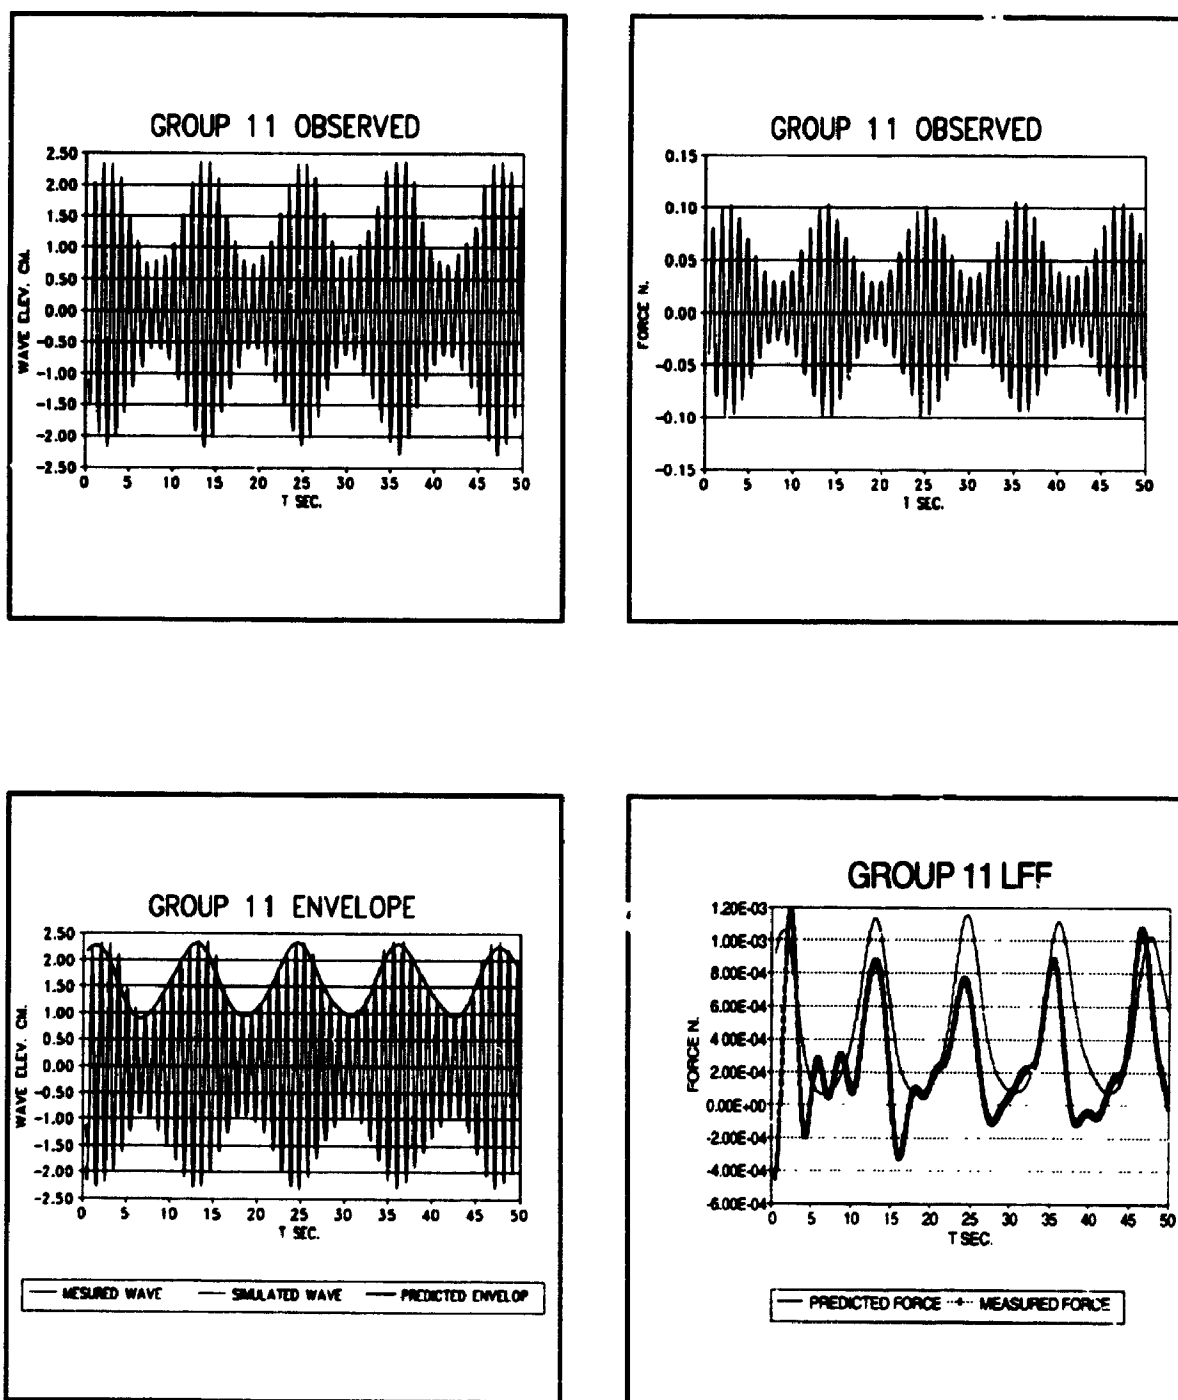 GROUP 11 OBSERVED
2.50
2.00
1.50
1.00
0.50
0.00
-0.50
-1.00
-1.50
-2.00
-2.50
WAVE ELEV. CM.
0 5 10 15 20 25 30 35 40 45 50
T SEC.
GROUP 11 OBSERVED
0.15
0.10
0.05
0.00
-0.05
-0.10
-0.15
FORCE N.
0 5 10 15 20 25 30 35 40 45 50
T SEC.
GROUP 11 ENVELOPE
2.50
2.00
1.50
1.00
0.50
0.00
-0.50
-1.00
-1.50
-2.00
-2.50
WAVE ELEV. CM.
0 5 10 15 20 25 30 35 40 45 50
T SEC.
MESURED WAVE SIMULATED WAVE PREDICTED ENVELOP
GROUP 11 LFF
1.20E-03
1.00E-03
8.00E-04
6.00E-04
4.00E-04
2.00E-04
0.00E+00
-2.00E-04
-4.00E-04
-6.00E-04
FORCE N.
0 5 10 15 20 25 30 35 40 45 50
T SEC.
PREDICTED FORCE MEASURED FORCE